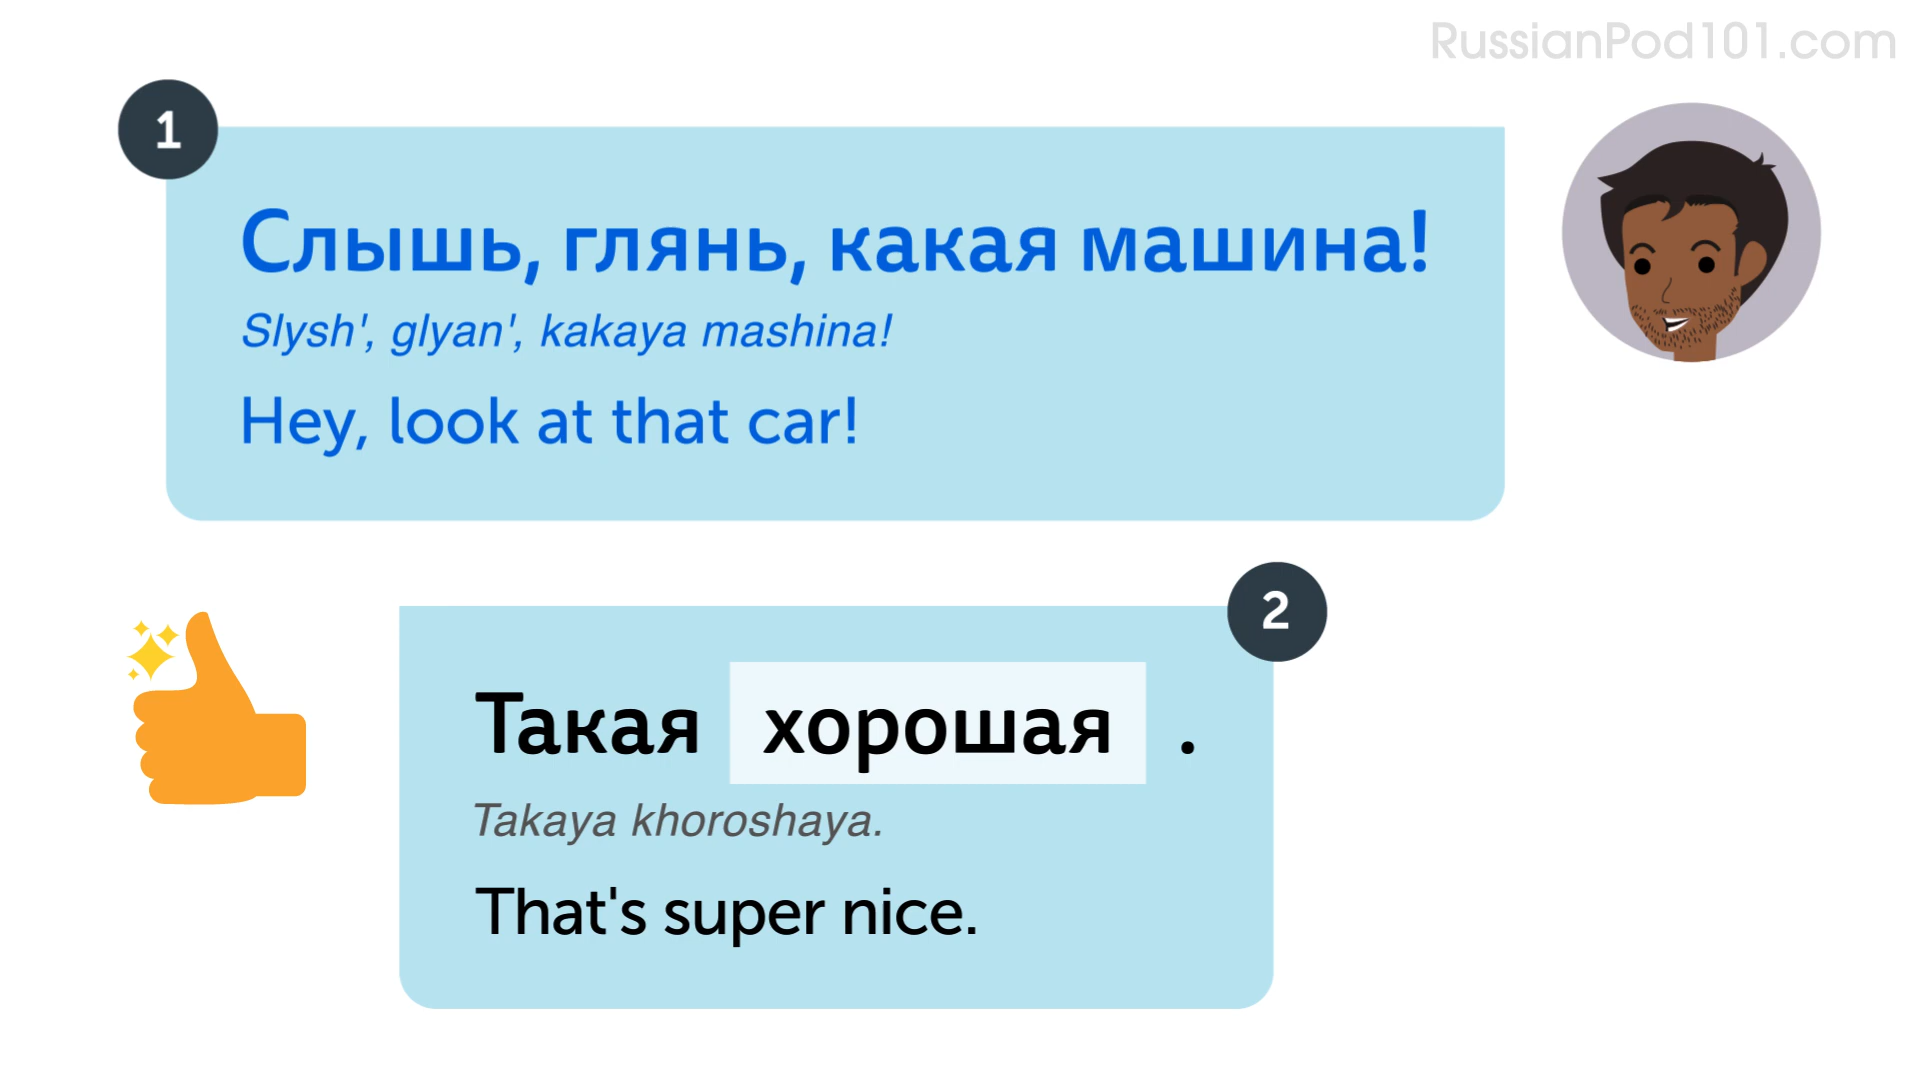 RussianPod101.com
1
Слышь, глянь, какая машина!
Slysh', glyan', kakaya mashina!
Hey, look at that car!
2
Такая хорошая .
Takaya khoroshaya.
That's super nice.